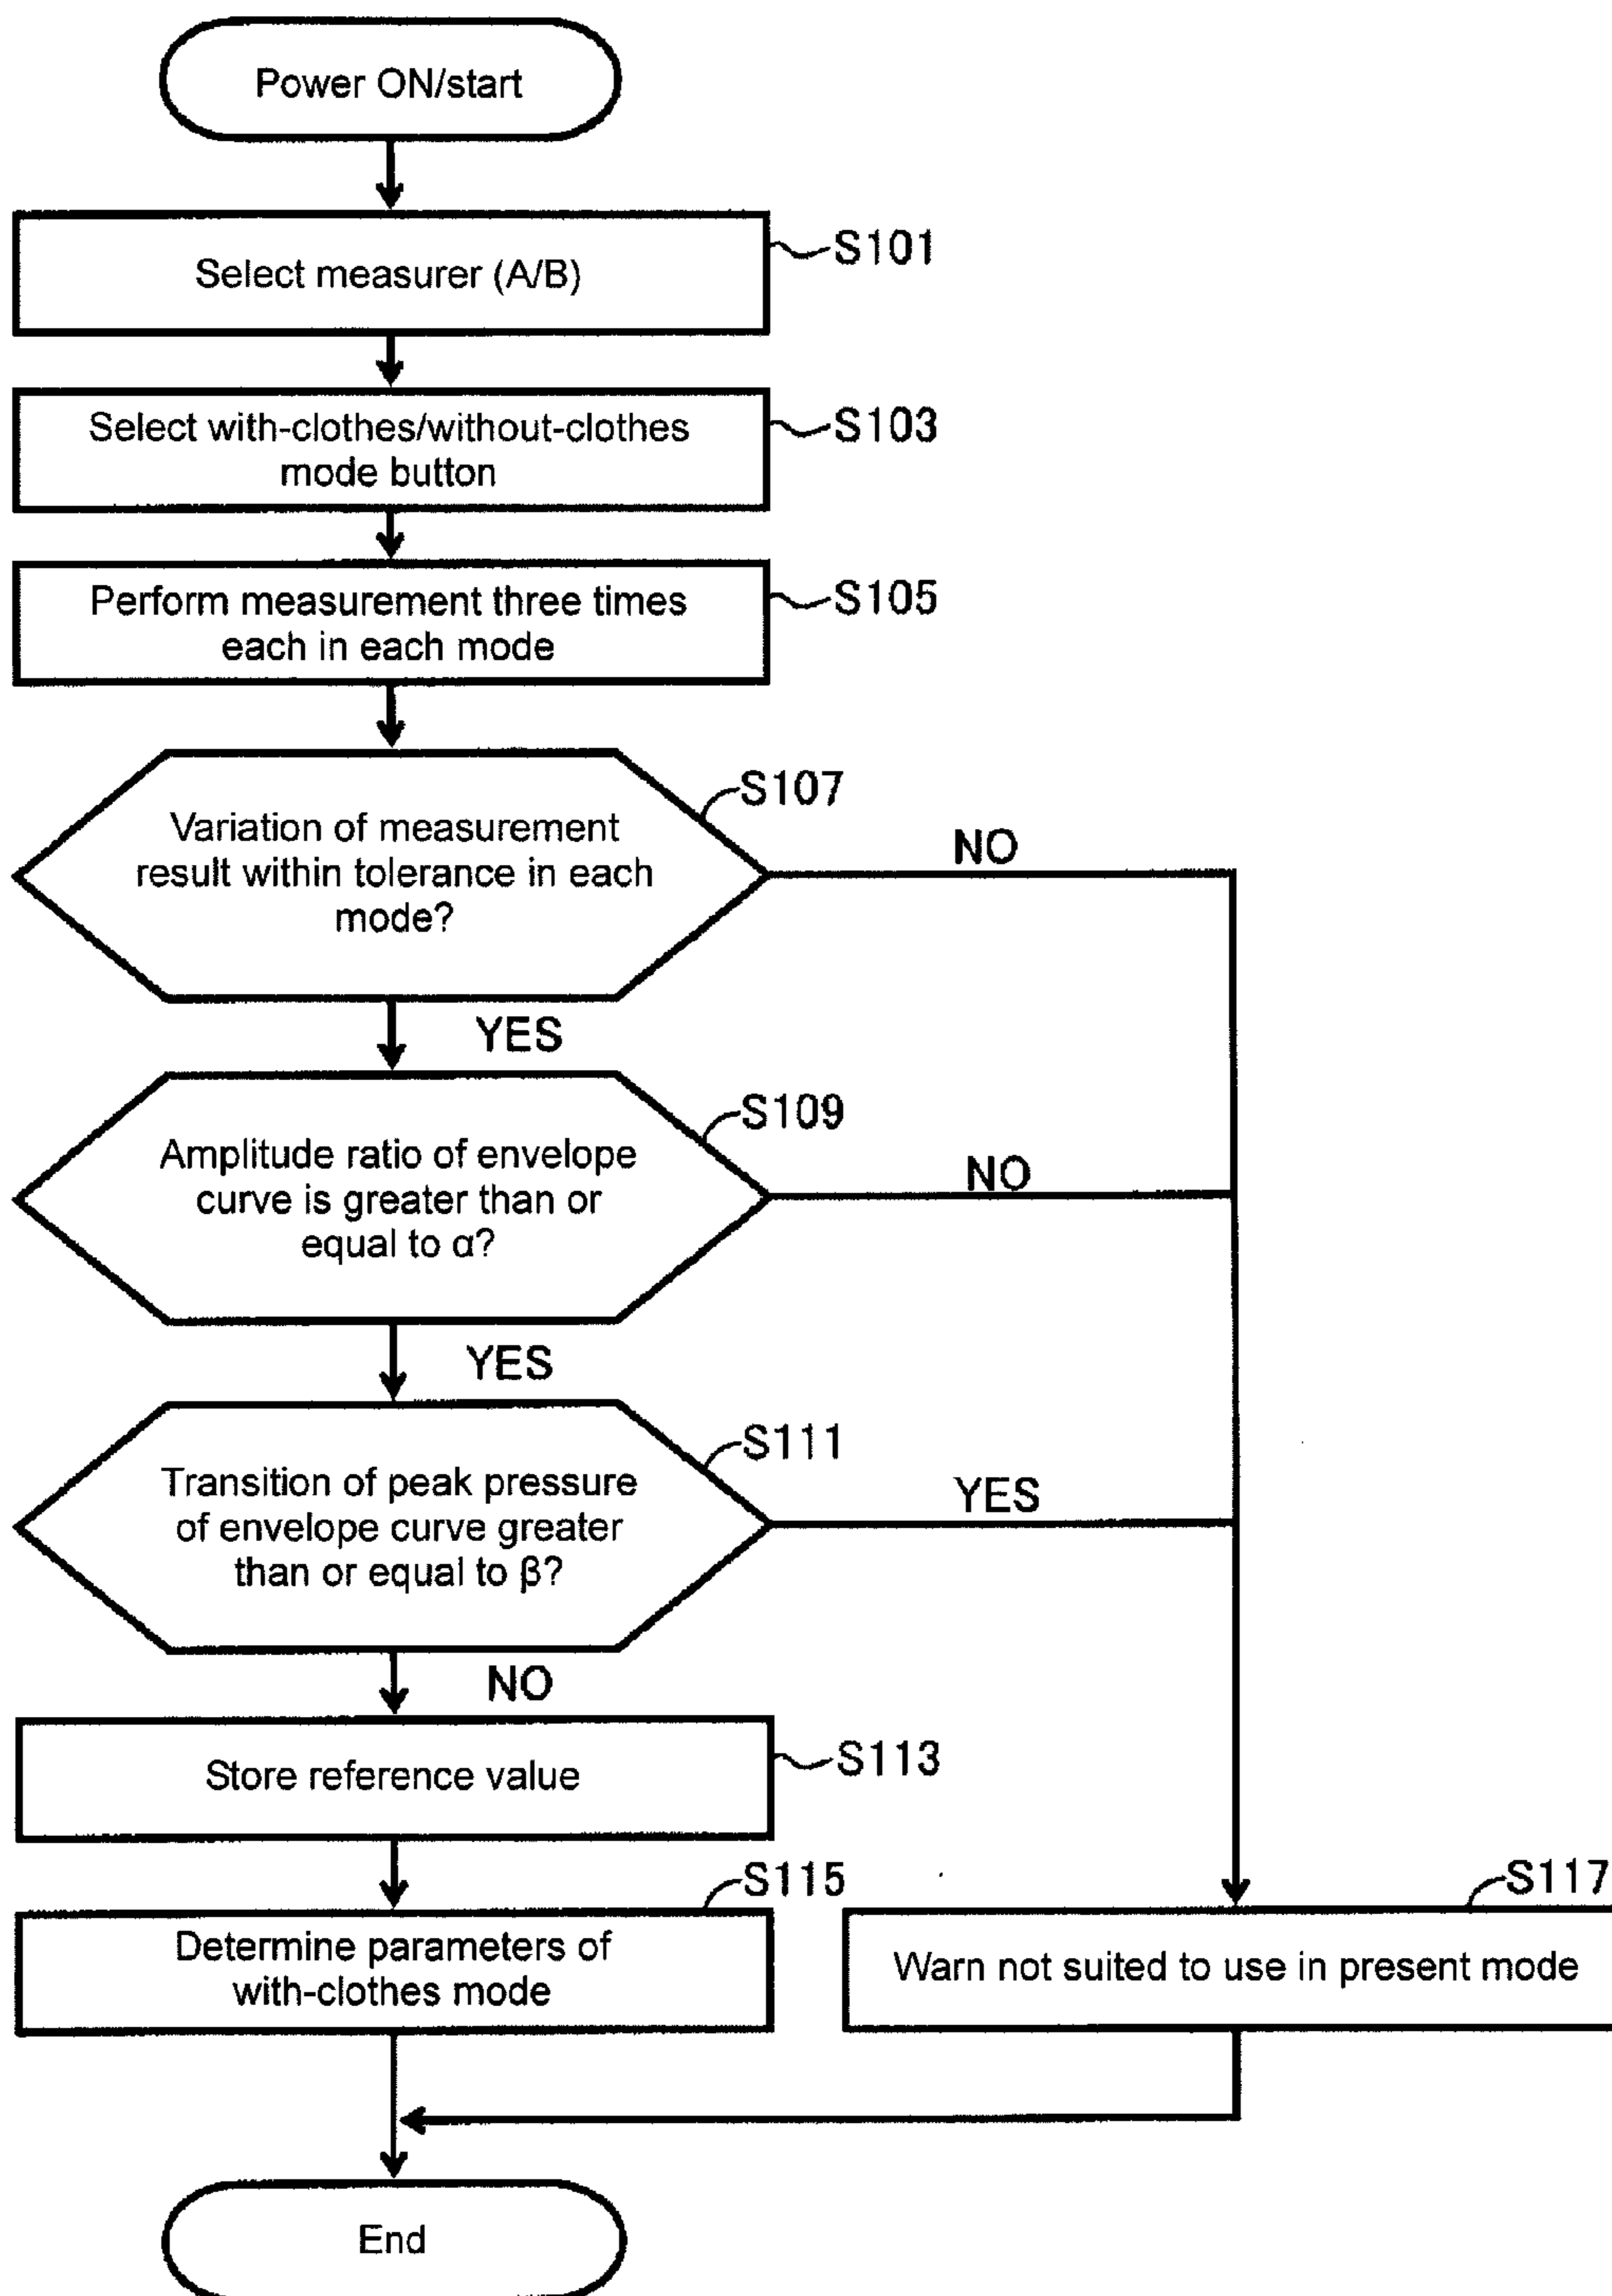 Power ON/start
Select measurer (A/B)
S101
Select with-clothes/without-clothes
mode button
S103
Perform measurement three times
each in each mode
S105
Variation of measurement
result within tolerance in each
mode?
S107
NO
YES
Amplitude ratio of envelope
curve is greater than or
equal to α?
S109
NO
YES
Transition of peak pressure
of envelope curve greater
than or equal to β?
S111
YES
NO
Store reference value
S113
Determine parameters of
with-clothes mode
S115
Warn not suited to use in present mode
S117
End